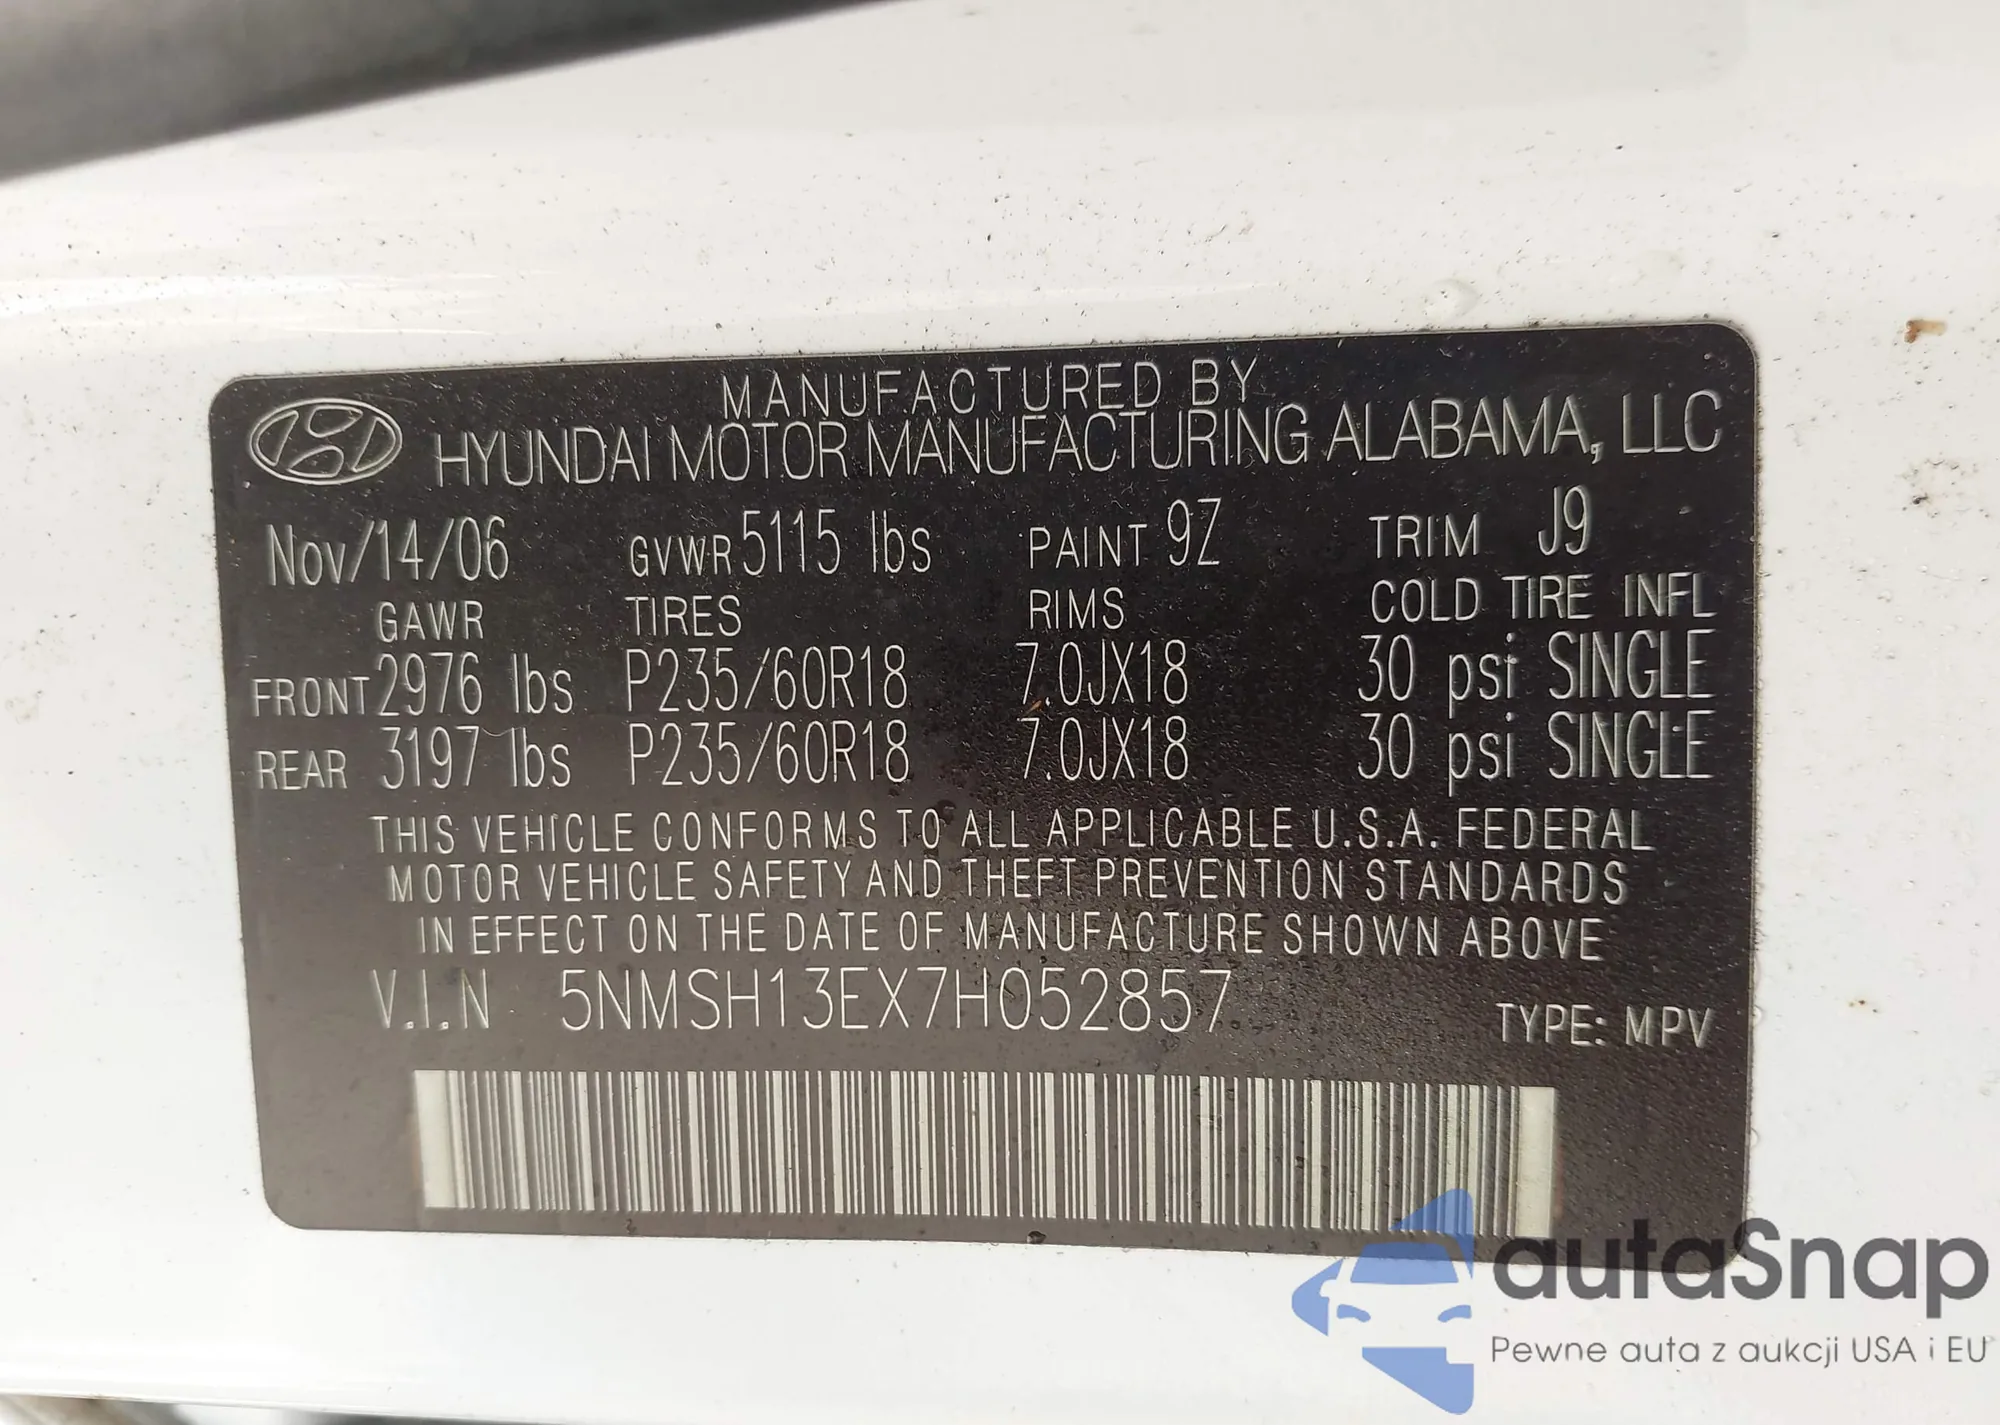 MANUFACTURED BY
HYUNDAI MOTOR MANUFACTURING ALABAMA, LLC
Nov/14/06 GVWR 5115 lbs PAINT 9Z TRIM J9
GAWR TIRES RIMS COLD TIRE INFL
FRONT 2976 lbs P235/60R18 7.0JX18 30 psi SINGLE
REAR 3197 lbs P235/60R18 7.0JX18 30 psi SINGLE
THIS VEHICLE CONFORMS TO ALL APPLICABLE U.S.A. FEDERAL
MOTOR VEHICLE SAFETY AND THEFT PREVENTION STANDARDS
IN EFFECT ON THE DATE OF MANUFACTURE SHOWN ABOVE
V.I.N 5NMSH13EX7H052857
TYPE: MPV
autaSnap
Pewne auta z aukcji USA i EU